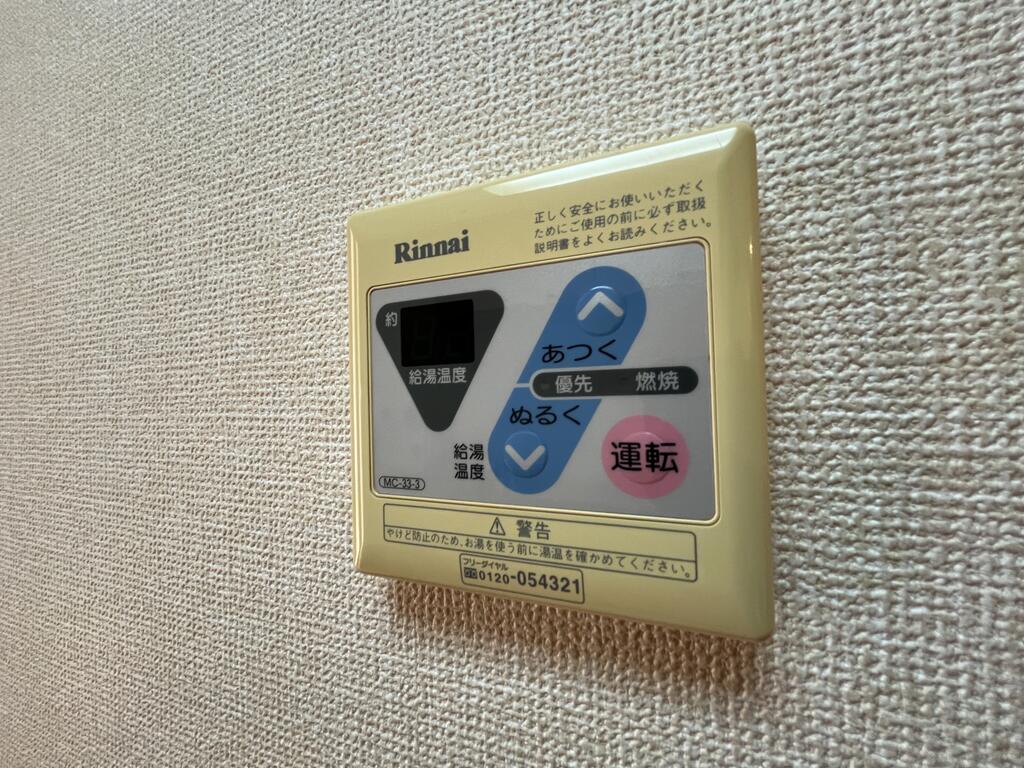 Rinnai
正しく安全にお使いいただく
ためにご使用の前に必ず取扱
説明書をよくお読みください。
約
給湯温度
あつく
優先 燃焼
ぬるく
給湯
温度
運転
MC-33-3
警告
やけど防止のため、お湯を使う前に湯温を確かめてください。
フリーダイヤル
0120-054321